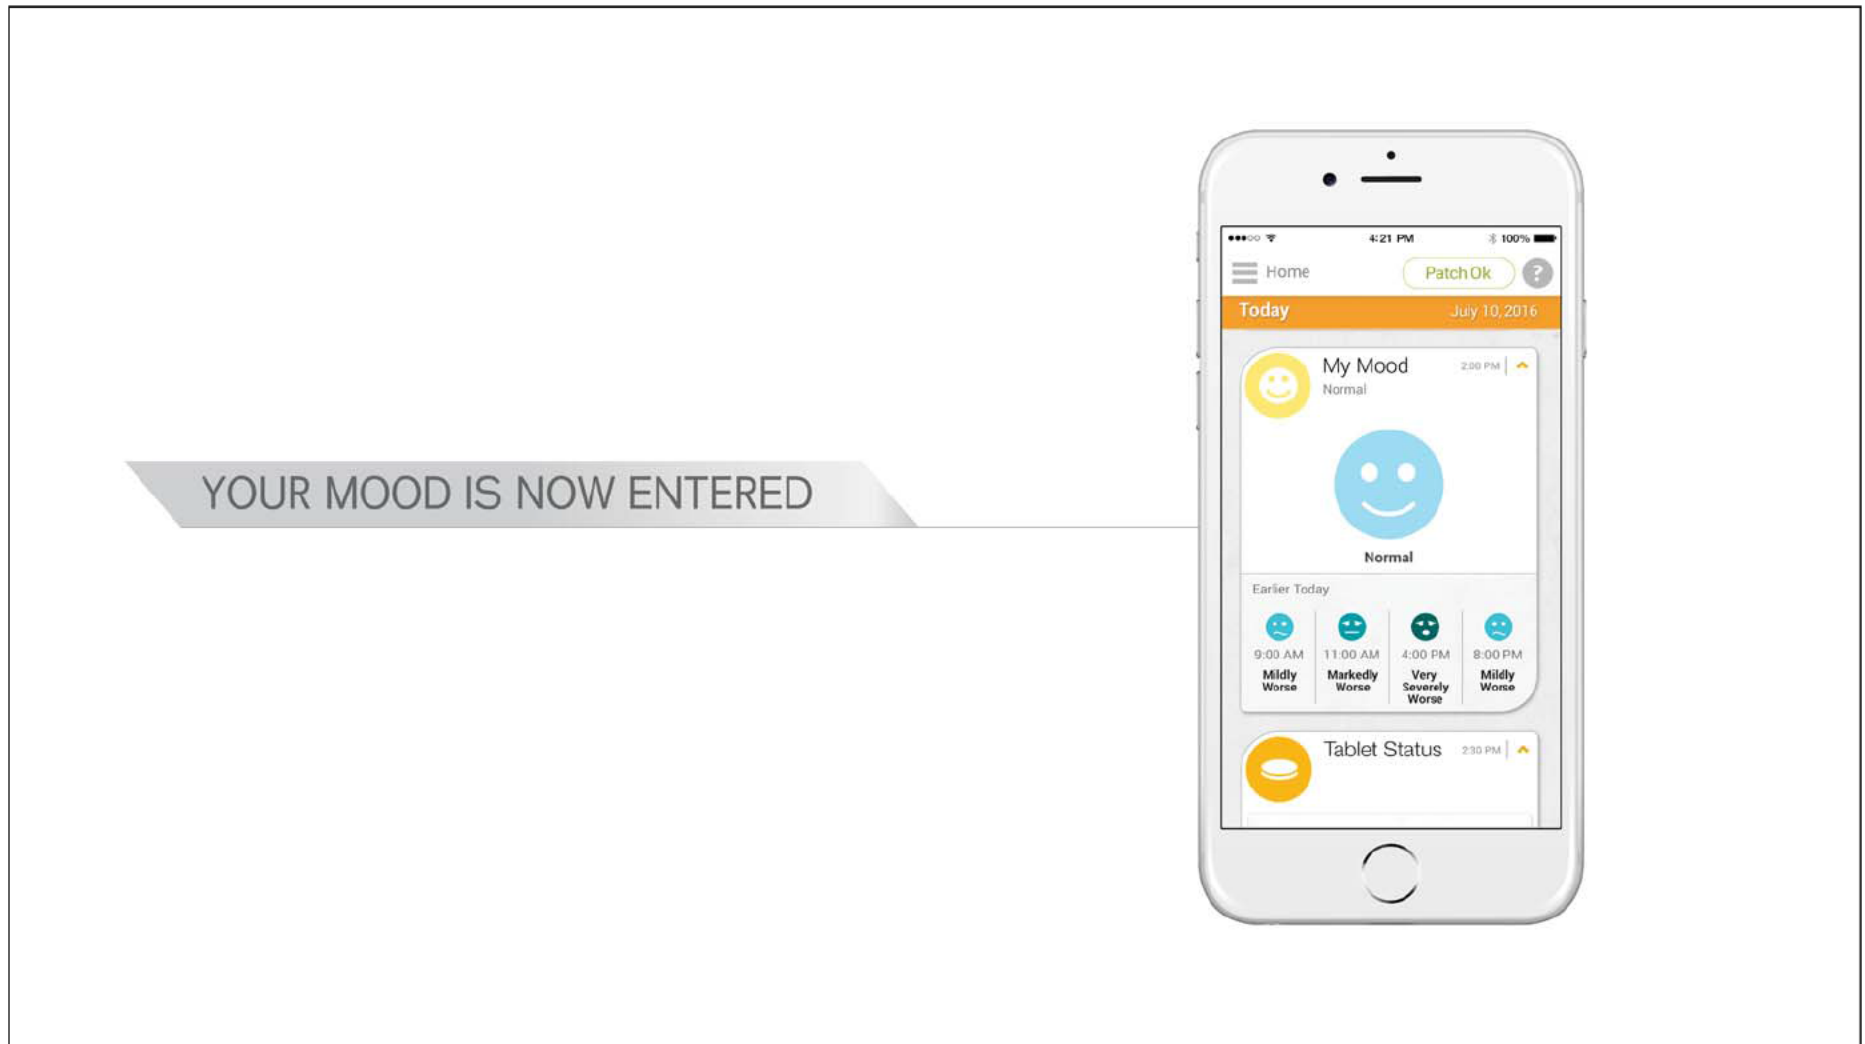 YOUR MOOD IS NOW ENTERED
4:21 PM
100%
Home
Patch Ok
?
Today
July 10, 2016
My Mood
2:00 PM
Normal
Normal
Earlier Today
9:00 AM
11:00 AM
4:00 PM
8:00 PM
Mildly
Worse
Markedly
Worse
Very
Severely
Worse
Mildly
Worse
Tablet Status
2:30 PM